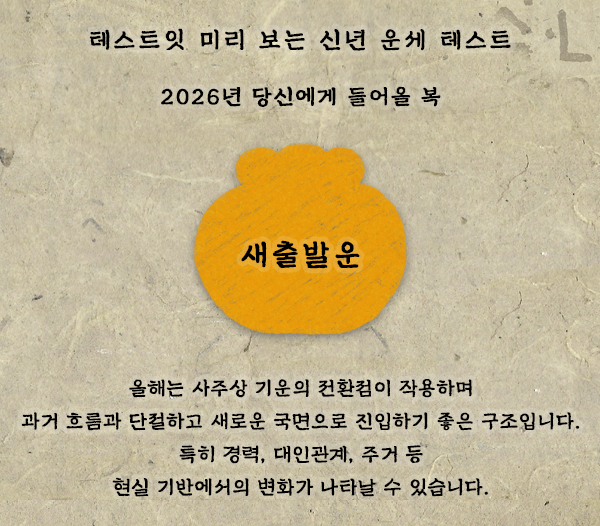 테스트잇 미리 보는 신년 운세 테스트
2026년 당신에게 들어올 복
새출발운
올해는 사주상 기운의 전환점이 작용하며
과거 흐름과 단절하고 새로운 국면으로 진입하기 좋은 구조입니다.
특히 경력, 대인관계, 주거 등
현실 기반에서의 변화가 나타날 수 있습니다.